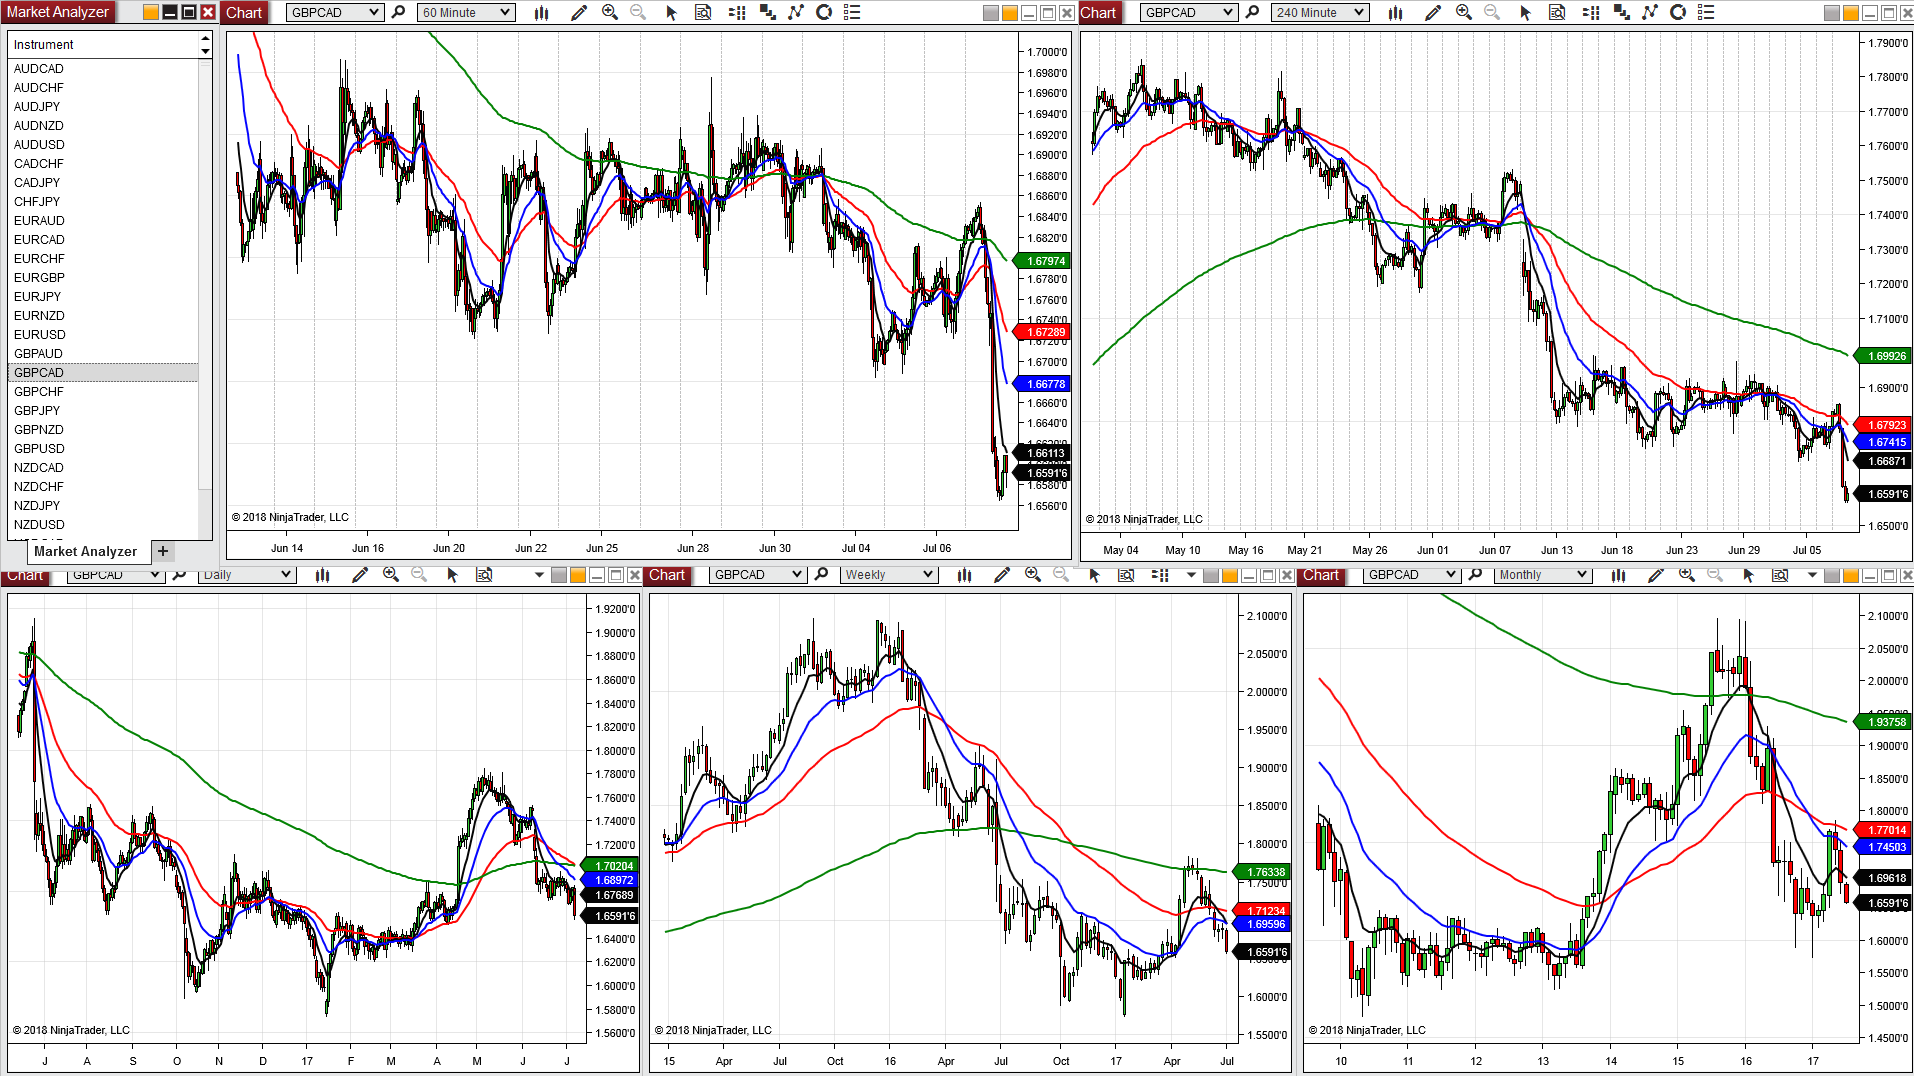 Market Analyzer
Instrument
AUDCAD
AUDCHF
AUDJPY
AUDNZD
AUDUSD
CADCHF
CADJPY
CHFJPY
EURAUD
EURCAD
EURCHF
EURGBP
EURJPY
EURNZD
EURUSD
GBPAUD
GBPCAD
GBPCHF
GBPJPY
GBPNZD
GBPUSD
NZDCAD
NZDCHF
NZDJPY
NZDUSD
Market Analyzer +
Chart GBPCAD 60 Minute
1.7000'0
1.6980'0
1.6960'0
1.6940'0
1.6920'0
1.6900'0
1.6880'0
1.6860'0
1.6840'0
1.6820'0
1.67974
1.6780'0
1.6760'0
1.6740'0
1.67289
1.6720'0
1.6700'0
1.66778
1.6660'0
1.6640'0
1.66113
1.6591'6
1.6580'0
1.6560'0
© 2018 NinjaTrader, LLC
Jun 14 Jun 16 Jun 20 Jun 22 Jun 25 Jun 28 Jun 30 Jul 04 Jul 06
Chart GBPCAD 240 Minute
1.7900'0
1.7800'0
1.7700'0
1.7600'0
1.7500'0
1.7400'0
1.7300'0
1.7200'0
1.7100'0
1.69926
1.6900'0
1.67923
1.67415
1.66871
1.6591'6
1.6500'0
© 2018 NinjaTrader, LLC
May 04 May 10 May 16 May 21 May 26 Jun 01 Jun 07 Jun 13 Jun 18 Jun 23 Jun 29 Jul 05
Chart GBPCAD Daily
1.9200'0
1.9000'0
1.8800'0
1.8600'0
1.8400'0
1.8200'0
1.8000'0
1.7800'0
1.7600'0
1.7400'0
1.7200'0
1.70204
1.68972
1.67689
1.6591'6
1.6400'0
1.6200'0
1.6000'0
1.5800'0
1.5600'0
© 2018 NinjaTrader, LLC
J A S O N D 17 F M A M J J
Chart GBPCAD Weekly
2.1000'0
2.0500'0
2.0000'0
1.9500'0
1.9000'0
1.8500'0
1.8000'0
1.76338
1.7500'0
1.71234
1.69596
1.6591'6
1.6000'0
1.5500'0
© 2018 NinjaTrader, LLC
15 Apr Jul Oct 16 Apr Jul Oct 17 Apr Jul
Chart GBPCAD Monthly
2.1000'0
2.0500'0
2.0000'0
1.93758
1.9000'0
1.8500'0
1.8000'0
1.77014
1.74503
1.69618
1.6591'6
1.6000'0
1.5500'0
1.5000'0
1.4500'0
© 2018 NinjaTrader, LLC
10 11 12 13 14 15 16 17